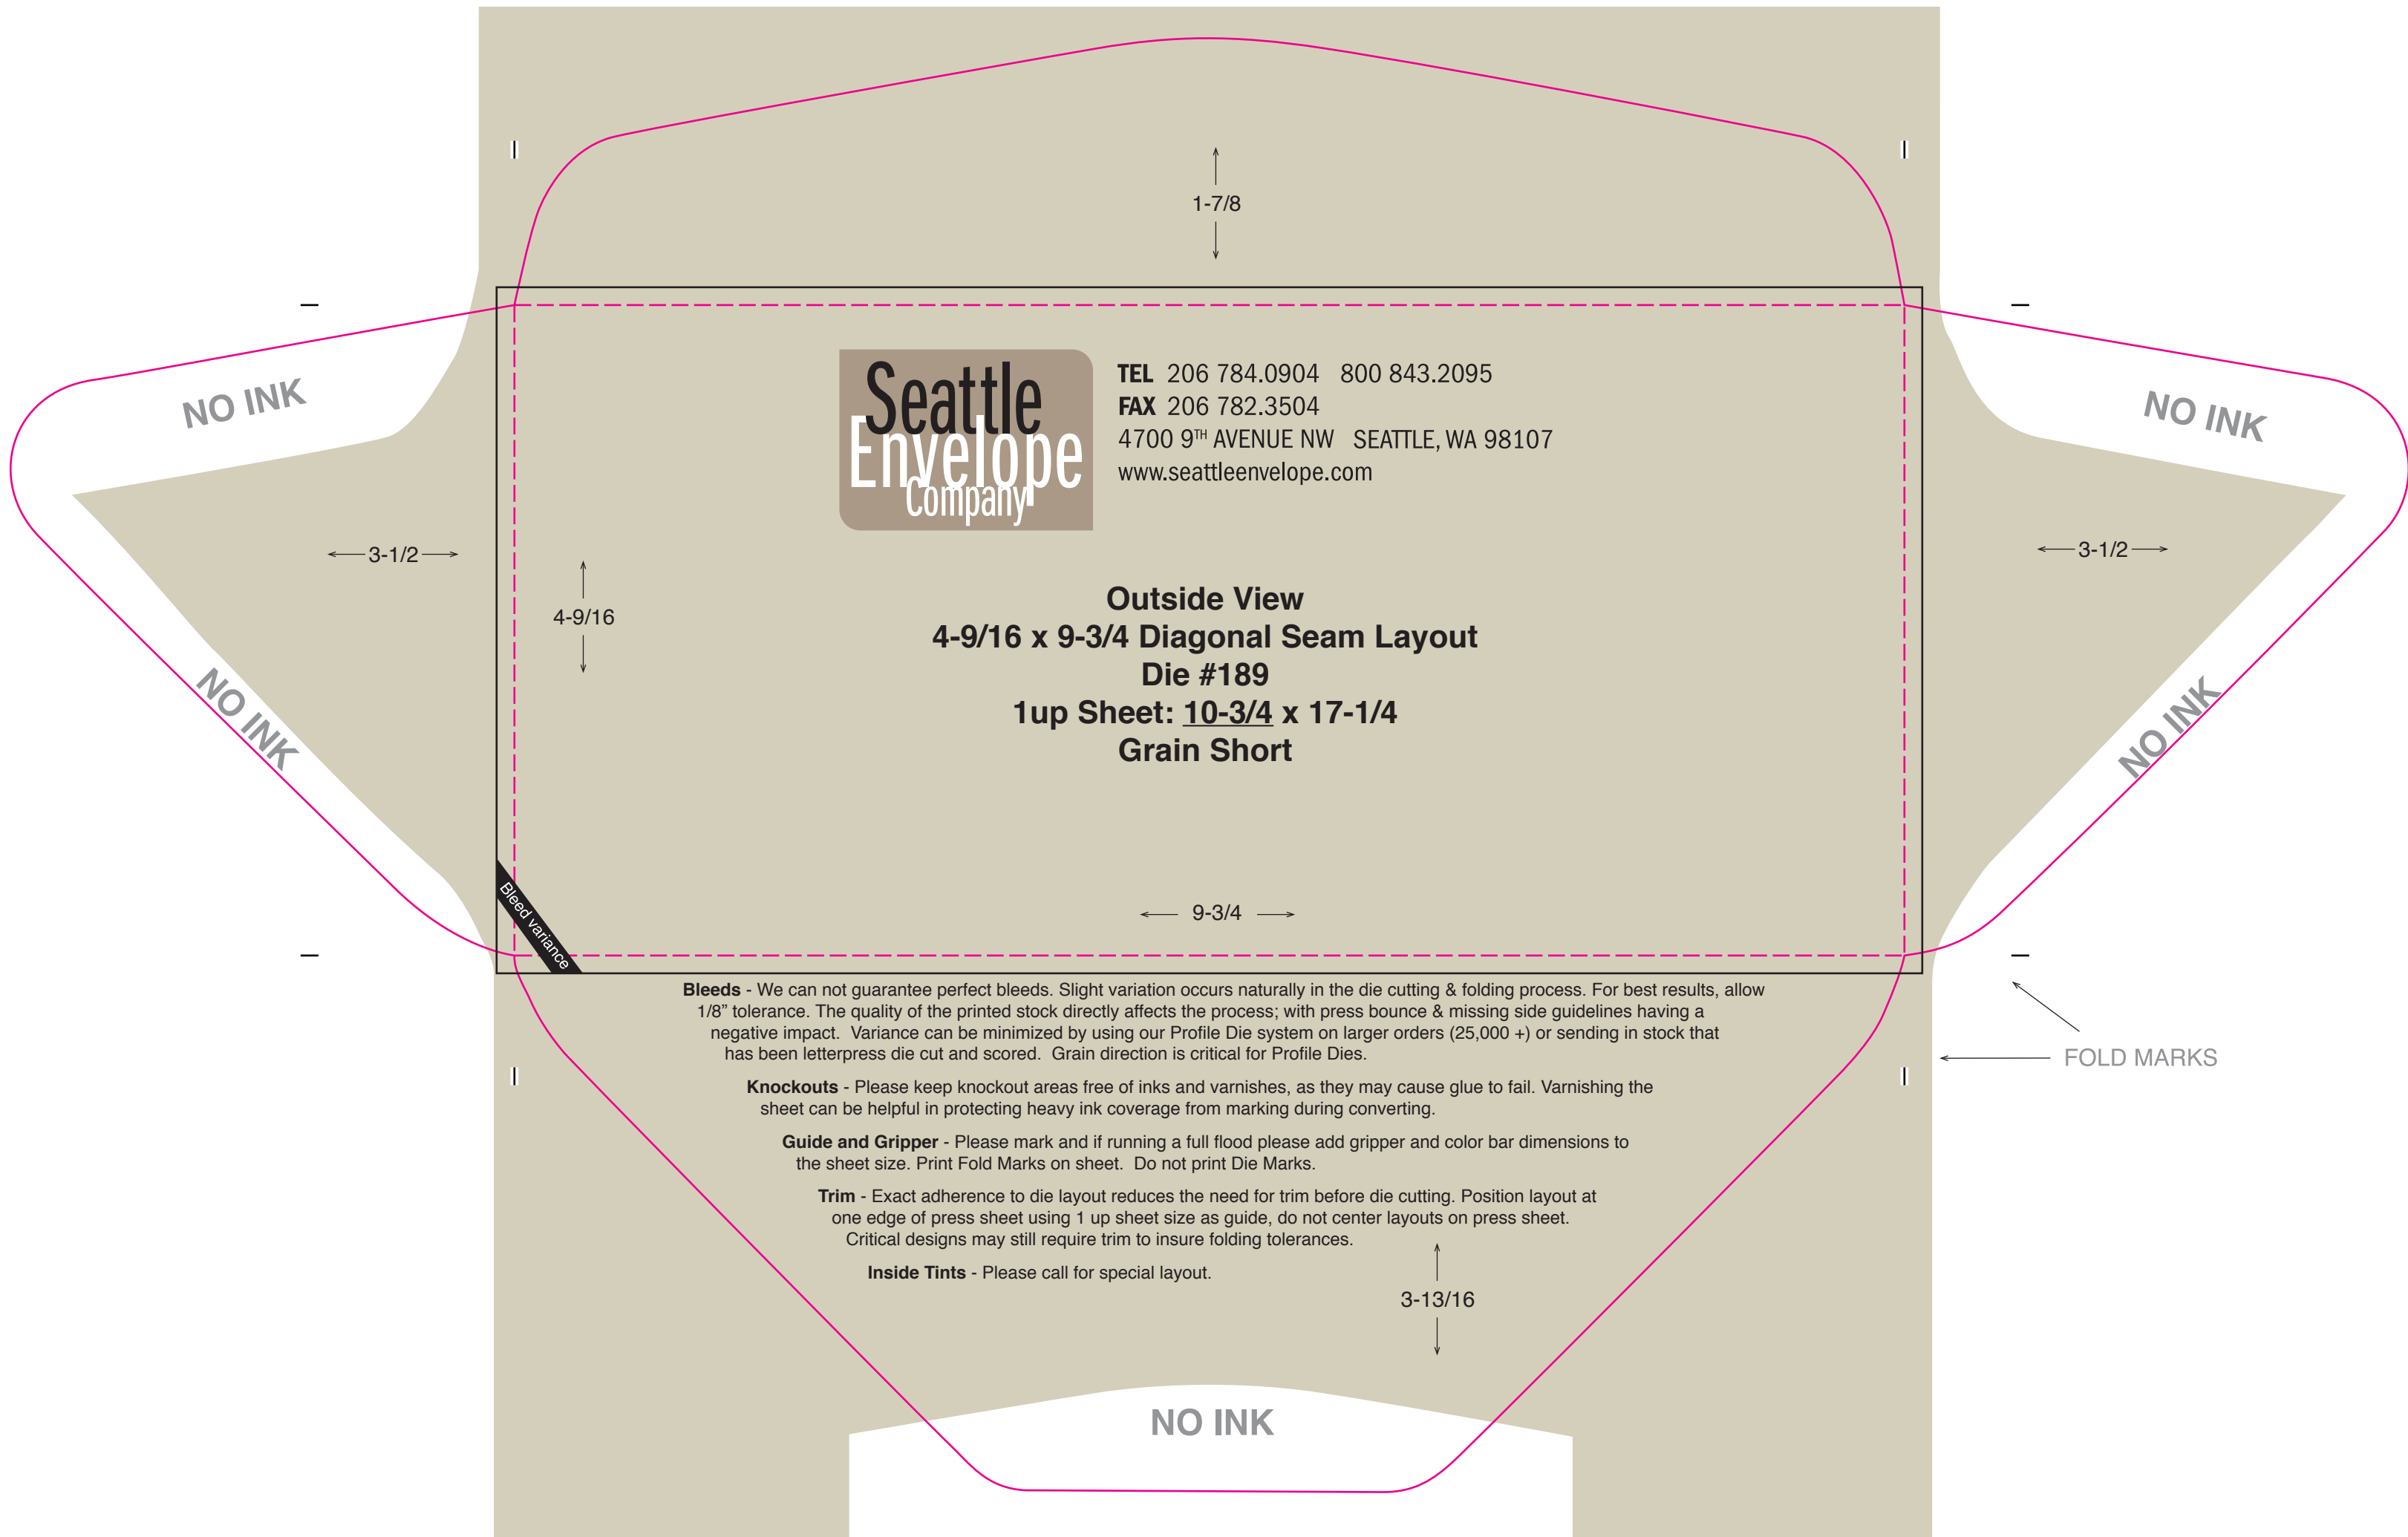 1-7/8
NO INK
NO INK
Seattle
Envelope
Company
TEL 206 784.0904 800 843.2095
FAX 206 782.3504
4700 9TH AVENUE NW SEATTLE, WA 98107
www.seattleenvelope.com
3-1/2
3-1/2
4-9/16
Outside View
4-9/16 x 9-3/4 Diagonal Seam Layout
Die #189
1up Sheet: 10-3/4 x 17-1/4
Grain Short
NO INK
NO INK
9-3/4
Bleed variance
Bleeds - We can not guarantee perfect bleeds. Slight variation occurs naturally in the die cutting & folding process. For best results, allow
1/8” tolerance. The quality of the printed stock directly affects the process; with press bounce & missing side guidelines having a
negative impact. Variance can be minimized by using our Profile Die system on larger orders (25,000 +) or sending in stock that
has been letterpress die cut and scored. Grain direction is critical for Profile Dies.
FOLD MARKS
Knockouts - Please keep knockout areas free of inks and varnishes, as they may cause glue to fail. Varnishing the
sheet can be helpful in protecting heavy ink coverage from marking during converting.
Guide and Gripper - Please mark and if running a full flood please add gripper and color bar dimensions to
the sheet size. Print Fold Marks on sheet. Do not print Die Marks.
Trim - Exact adherence to die layout reduces the need for trim before die cutting. Position layout at
one edge of press sheet using 1 up sheet size as guide, do not center layouts on press sheet.
Critical designs may still require trim to insure folding tolerances.
Inside Tints - Please call for special layout.
3-13/16
NO INK